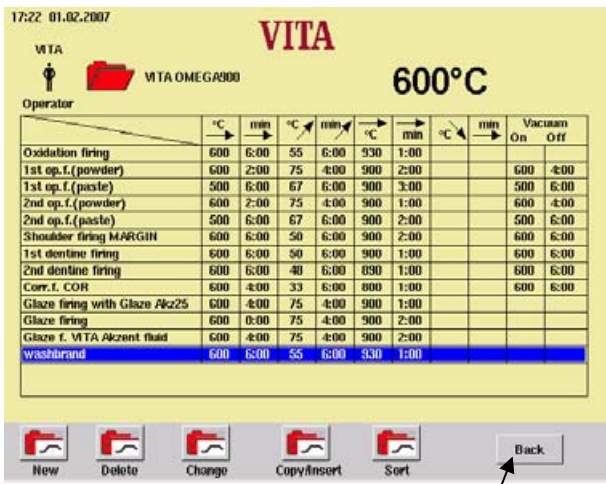 17:22 01.02.2007
VITA
VITA
VITA OMEGA900
600°C
Operator
°C min °C min °C min °C min Vacuum
On Off
Oxidation firing 600 6:00 55 6:00 930 1:00
1st op.f.(powder) 600 2:00 75 4:00 900 2:00 600 4:00
1st op.f.(paste) 500 6:00 67 6:00 900 3:00 500 6:00
2nd op.f.(powder) 600 2:00 75 4:00 900 1:00 600 4:00
2nd op.f.(paste) 500 6:00 67 6:00 900 2:00 500 6:00
Shoulder firing MARGIN 600 6:00 50 6:00 900 2:00 600 6:00
1st dentine firing 600 6:00 50 6:00 900 1:00 600 6:00
2nd dentine firing 600 6:00 48 6:00 890 1:00 600 6:00
Corr.f. COR 600 4:00 33 6:00 800 1:00 600 6:00
Glaze firing with Glaze Akz25 600 4:00 75 4:00 900 1:00
Glaze firing 600 0:00 75 4:00 900 2:00
Glaze f. VITA Akzent fluid 600 4:00 75 4:00 900 2:00
washbrand 600 6:00 55 6:00 930 1:00
New Delete Change Copy/Insert Sort Back